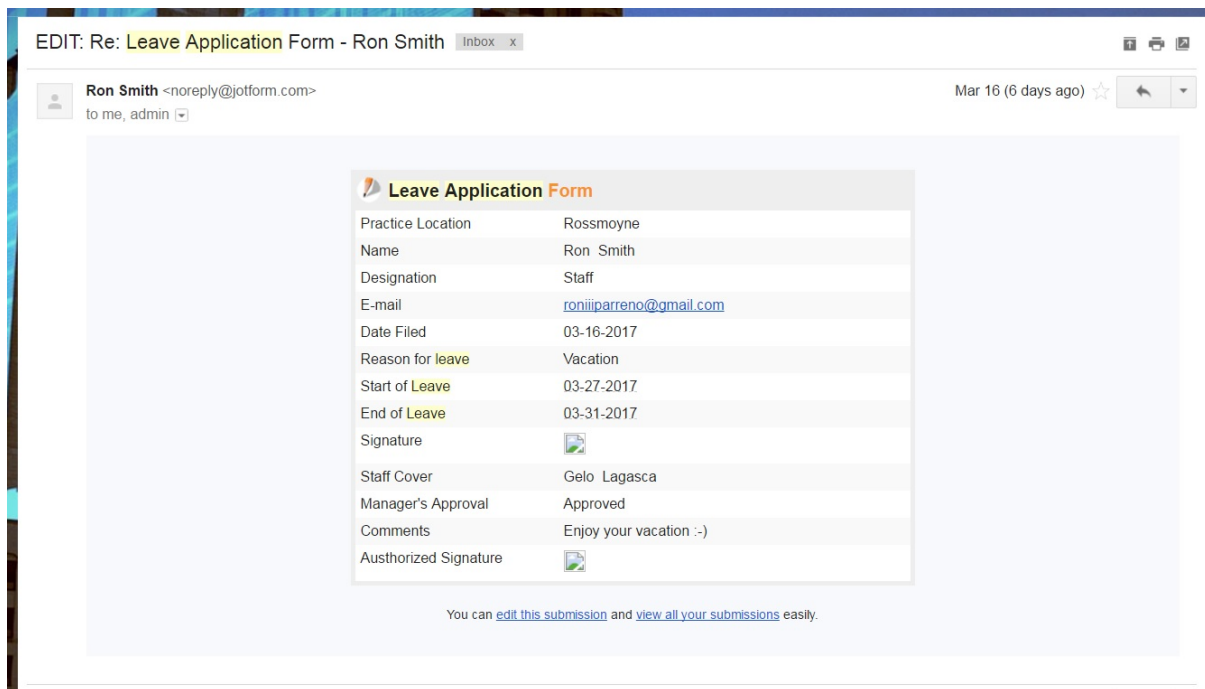 EDIT: Re: Leave Application Form - Ron Smith Inbox x
Ron Smith <noreply@jotform.com> Mar 16 (6 days ago)
to me, admin
Leave Application Form
Practice Location Rossmoyne
Name Ron Smith
Designation Staff
E-mail roniiiparreno@gmail.com
Date Filed 03-16-2017
Reason for leave Vacation
Start of Leave 03-27-2017
End of Leave 03-31-2017
Signature
Staff Cover Gelo Lagasca
Manager's Approval Approved
Comments Enjoy your vacation :-)
Austhorized Signature
You can edit this submission and view all your submissions easily.